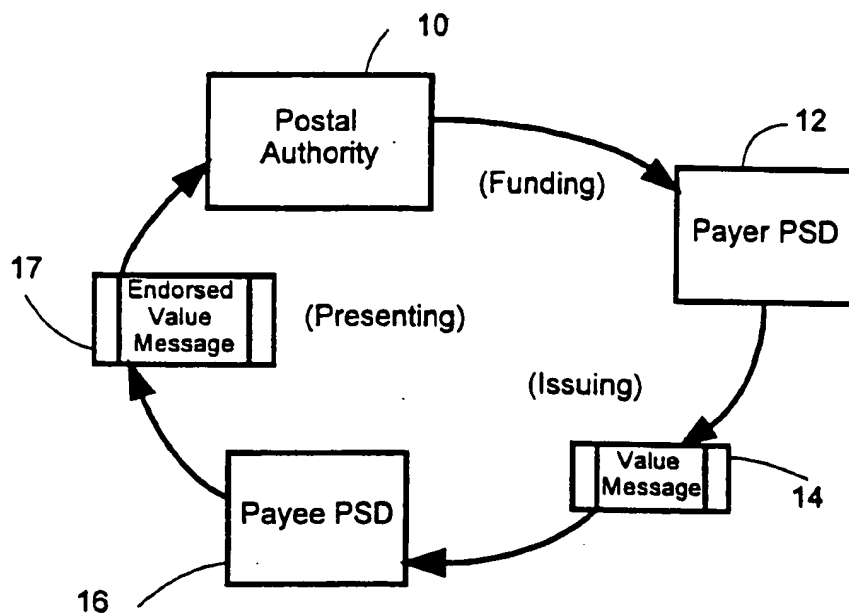 10
Postal
Authority
12
(Funding)
Payer PSD
17
Endorsed
Value
Message
(Presenting)
(Issuing)
Value
Message
14
Payee PSD
16